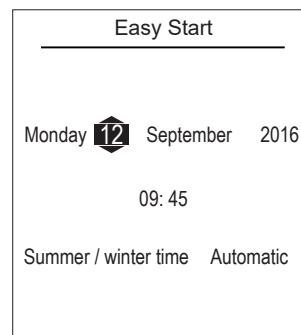 Easy Start
Monday 12 September 2016
09: 45
Summer / winter time Automatic